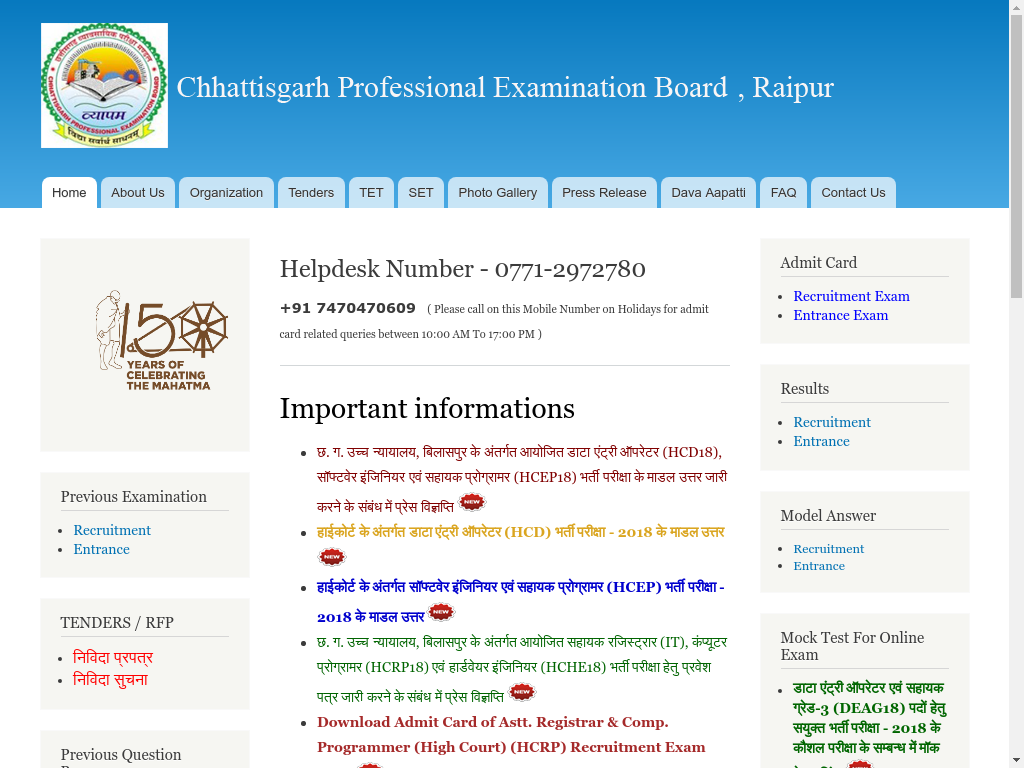 छत्तीसगढ़ व्यावसायिक परीक्षा मण्डल
CHHATTISGARH PROFESSIONAL EXAMINATION BOARD
व्यापम
विद्या सर्वार्थ साधनम्
Chhattisgarh Professional Examination Board , Raipur
Home About Us Organization Tenders TET SET Photo Gallery Press Release Dava Aapatti FAQ Contact Us
150
YEARS OF
CELEBRATING
THE MAHATMA
Previous Examination
Recruitment
Entrance
TENDERS / RFP
निविदा प्रपत्र
निविदा सुचना
Previous Question
Helpdesk Number - 0771-2972780
+91 7470470609 ( Please call on this Mobile Number on Holidays for admit
card related queries between 10:00 AM To 17:00 PM )
Important informations
छ. ग. उच्च न्यायालय, बिलासपुर के अंतर्गत आयोजित डाटा एंट्री ऑपरेटर (HCD18),
सॉफ्टवेर इंजिनियर एवं सहायक प्रोग्रामर (HCEP18) भर्ती परीक्षा के माडल उत्तर जारी
करने के संबंध में प्रेस विज्ञप्ति NEW
हाईकोर्ट के अंतर्गत डाटा एंट्री ऑपरेटर (HCD) भर्ती परीक्षा - 2018 के माडल उत्तर
NEW
हाईकोर्ट के अंतर्गत सॉफ्टवेर इंजिनियर एवं सहायक प्रोग्रामर (HCEP) भर्ती परीक्षा -
2018 के माडल उत्तर NEW
छ. ग. उच्च न्यायालय, बिलासपुर के अंतर्गत आयोजित सहायक रजिस्ट्रार (IT), कंप्यूटर
प्रोग्रामर (HCRP18) एवं हार्डवेयर इंजिनियर (HCHE18) भर्ती परीक्षा हेतु प्रवेश
पत्र जारी करने के संबंध में प्रेस विज्ञप्ति NEW
Download Admit Card of Astt. Registrar & Comp.
Programmer (High Court) (HCRP) Recruitment Exam
Admit Card
Recruitment Exam
Entrance Exam
Results
Recruitment
Entrance
Model Answer
Recruitment
Entrance
Mock Test For Online
Exam
डाटा एंट्री ऑपरेटर एवं सहायक
ग्रेड-3 (DEAG18) पदों हेतु
सयुक्त भर्ती परीक्षा - 2018 के
कौशल परीक्षा के सम्बन्ध में मॉक